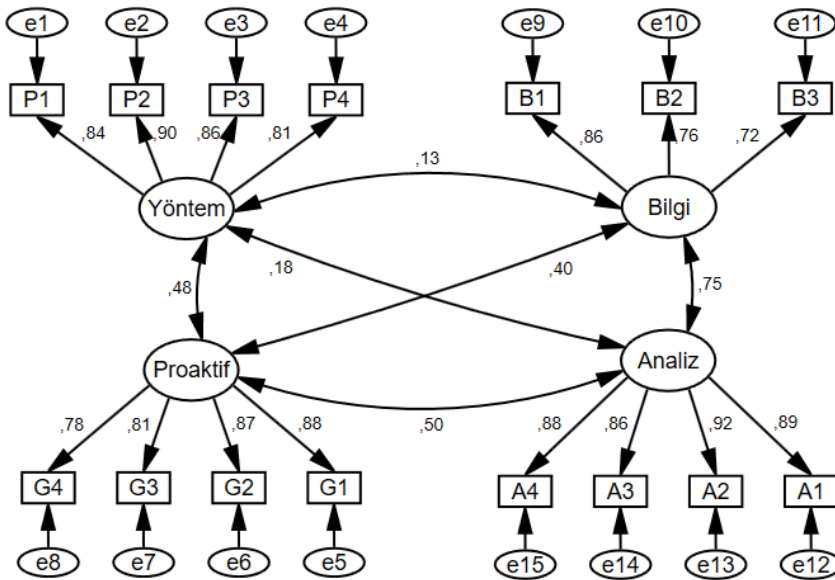 e1 e2 e3 e4 e9 e10 e11
P1 P2 P3 P4 B1 B2 B3
,84 ,90 ,86 ,81 ,86 ,76 ,72
,13
Yöntem Bilgi
,48 ,18 ,40 ,75
Proaktif Analiz
,78 ,81 ,87 ,88 ,50 ,88 ,86 ,92 ,89
G4 G3 G2 G1 A4 A3 A2 A1
e8 e7 e6 e5 e15 e14 e13 e12